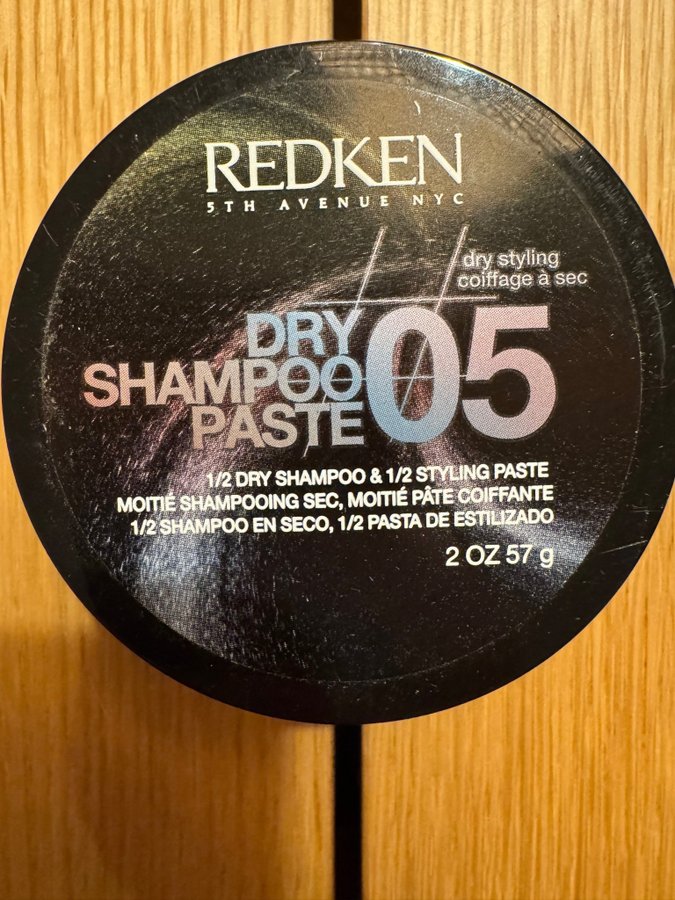 REDKEN
5TH AVENUE NYC
dry styling
coiffage à sec
DRY
SHAMPOO
PASTE
05
1/2 DRY SHAMPOO & 1/2 STYLING PASTE
MOITIÉ SHAMPOOING SEC, MOITIÉ PÂTE COIFFANTE
1/2 SHAMPOO EN SECO, 1/2 PASTA DE ESTILIZADO
2 OZ 57 g